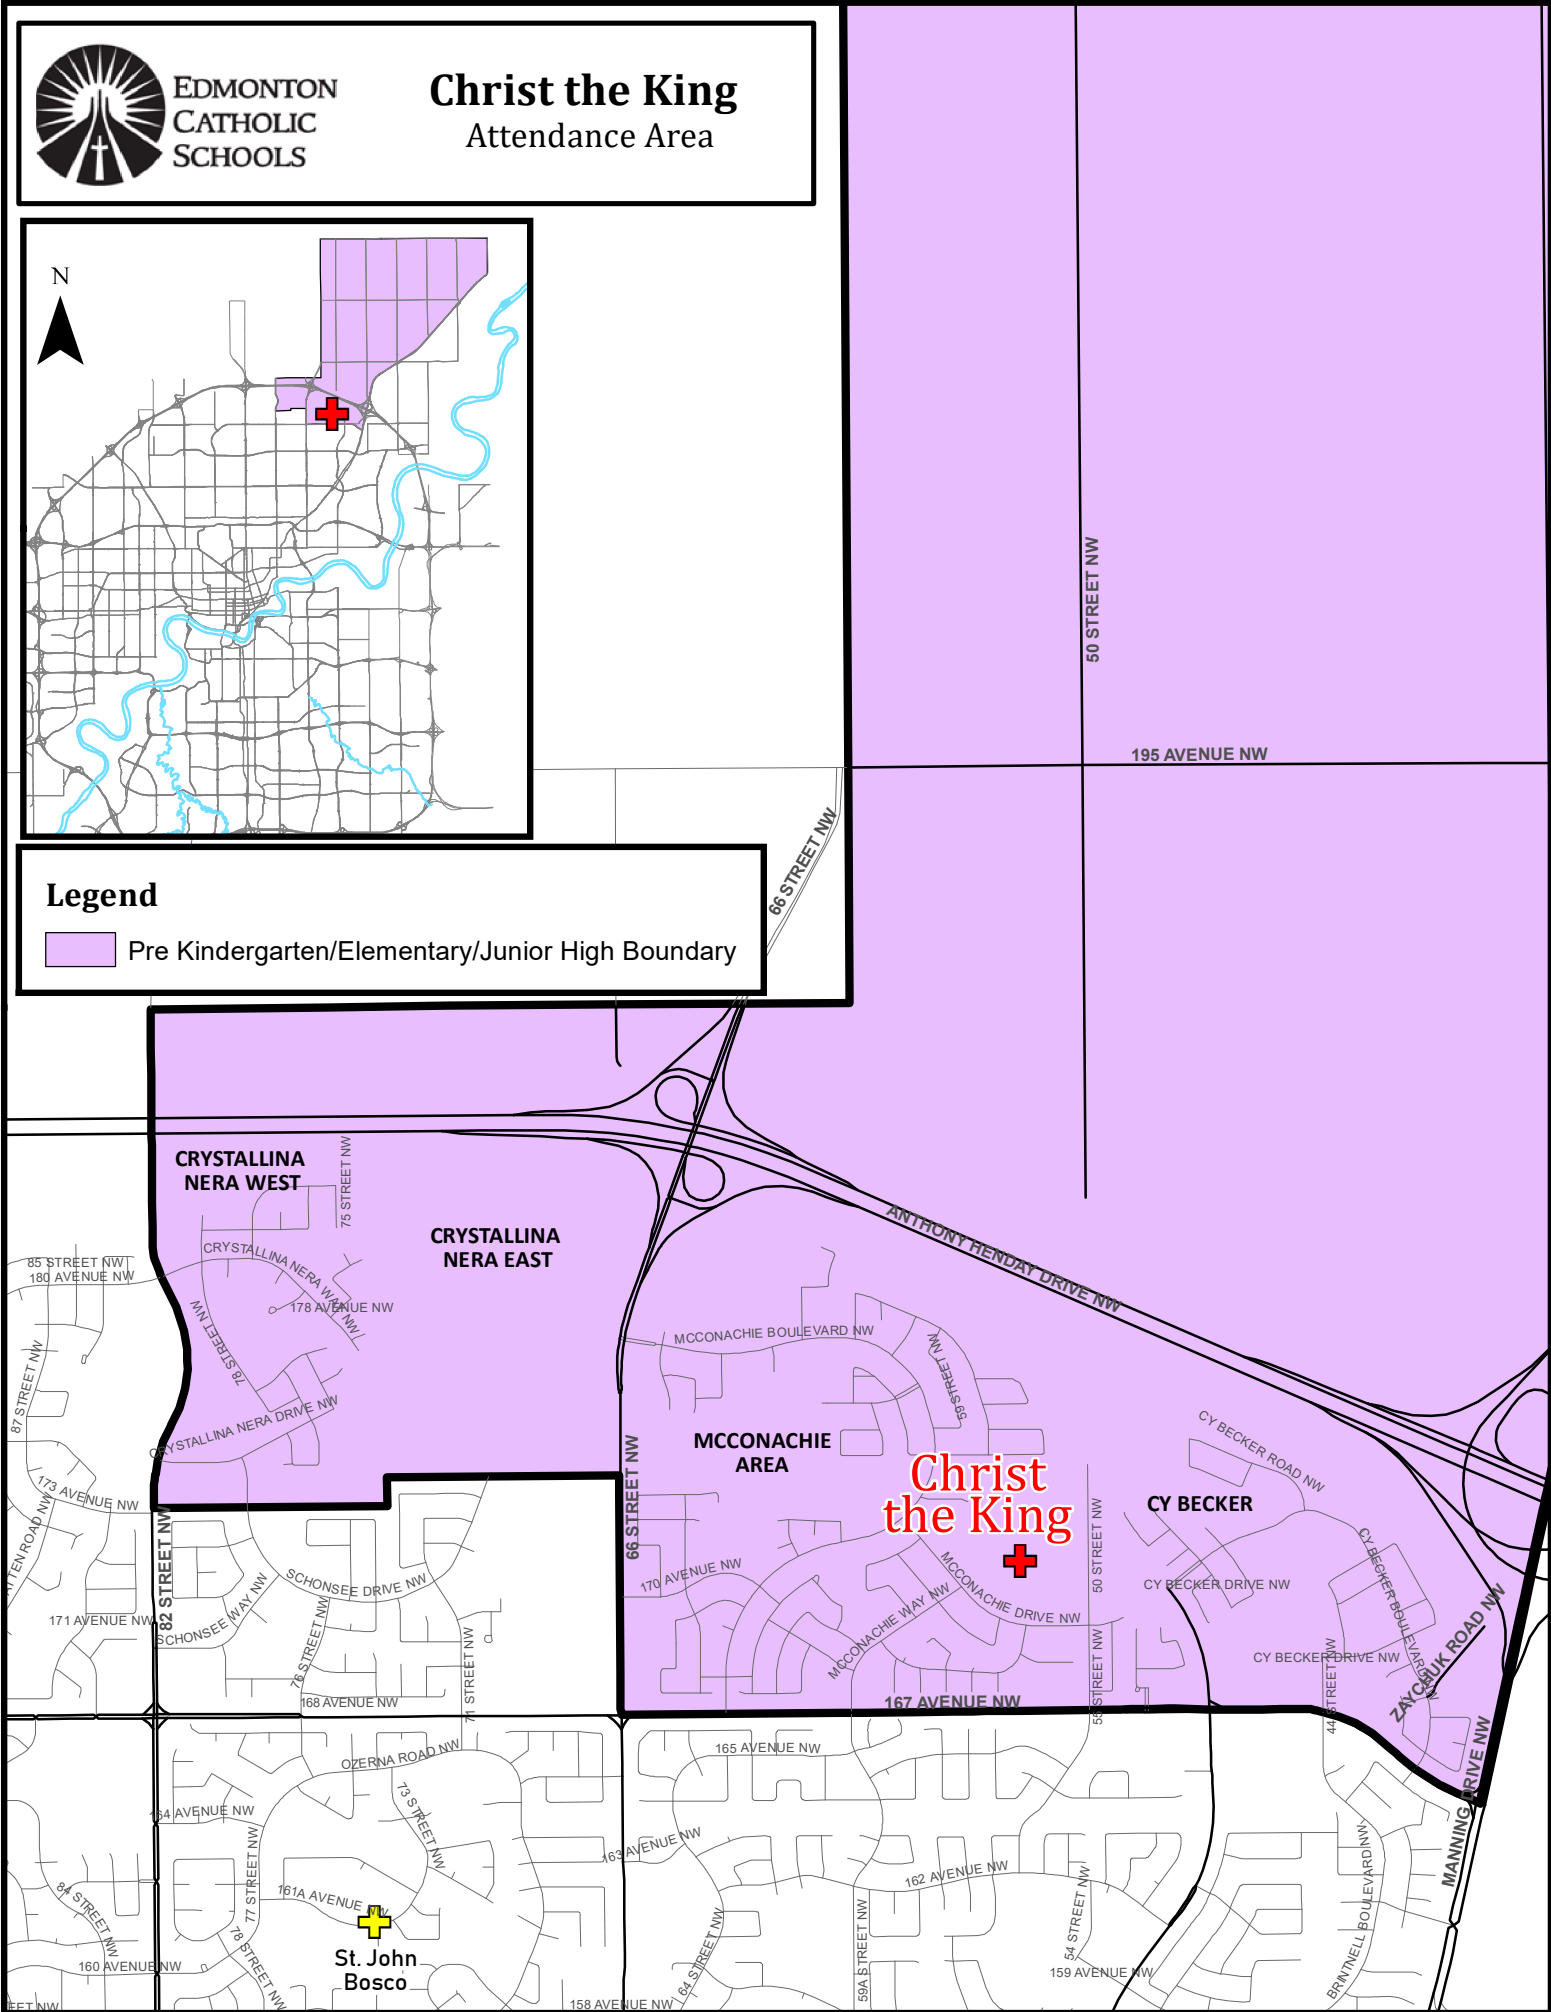 EDMONTON
CATHOLIC
SCHOOLS
Christ the King
Attendance Area
N
Legend
Pre Kindergarten/Elementary/Junior High Boundary
50 STREET NW
195 AVENUE NW
66 STREET NW
CRYSTALLINA
NERA WEST
75 STREET NW
CRYSTALLINA
NERA EAST
ANTHONY HENDAY DRIVE NW
85 STREET NW
180 AVENUE NW
CRYSTALLINA NERA WAY NW
178 AVENUE NW
78 STREET NW
MCCONACHIE BOULEVARD NW
59 STREET NW
87 STREET NW
CRYSTALLINA NERA DRIVE NW
MCCONACHIE
AREA
CY BECKER ROAD NW
Christ
the King
CY BECKER
173 AVENUE NW
66 STREET NW
82 STREET NW
50 STREET NW
CY BECKER BOULEVARD NW
TTEN ROAD NW
SCHONSEE DRIVE NW
170 AVENUE NW
MCCONACHIE DRIVE NW
CY BECKER DRIVE NW
171 AVENUE NW
SCHONSEE WAY NW
76 STREET NW
MCCONACHIE WAY NW
CY BECKER DRIVE NW
ZAYCHUK ROAD NW
71 STREET NW
55 STREET NW
44 STREET NW
168 AVENUE NW
167 AVENUE NW
OZERNA ROAD NW
165 AVENUE NW
MANNING DRIVE NW
164 AVENUE NW
73 STREET NW
163 AVENUE NW
162 AVENUE NW
77 STREET NW
161A AVENUE NW
84 STREET NW
78 STREET NW
St. John
Bosco
64 STREET NW
59A STREET NW
54 STREET NW
BRINTNELL BOULEVARD NW
160 AVENUE NW
159 AVENUE NW
158 AVENUE NW
EET NW